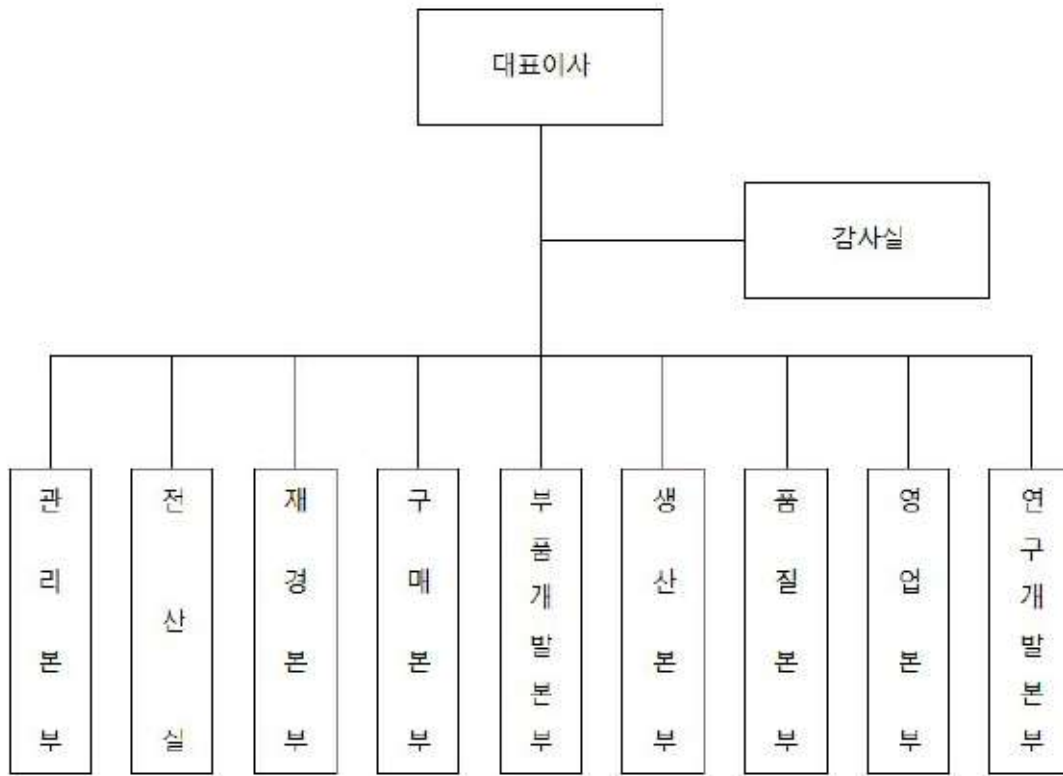 대표이사
감사실
관리본부
전산실
재경본부
구매본부
부품개발본부
생산본부
품질본부
영업본부
연구개발본부